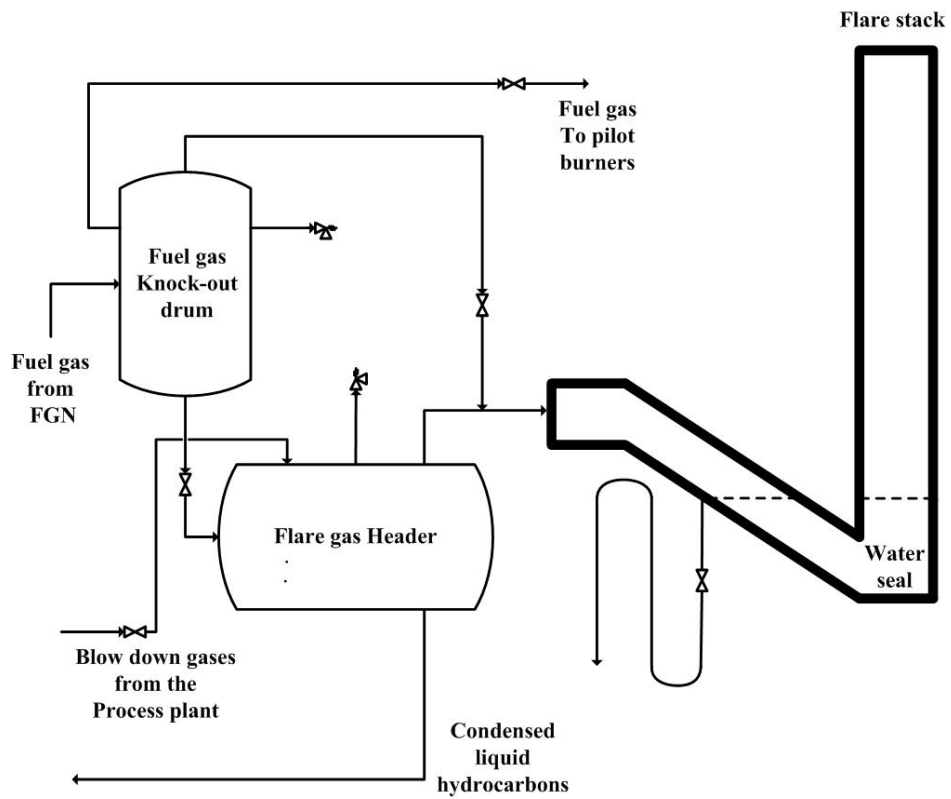 Flare stack
Fuel gas
To pilot
burners
Fuel gas
Knock-out
drum
Fuel gas
from
FGN
Flare gas Header
Water
seal
Blow down gases
from the
Process plant
Condensed
liquid
hydrocarbons